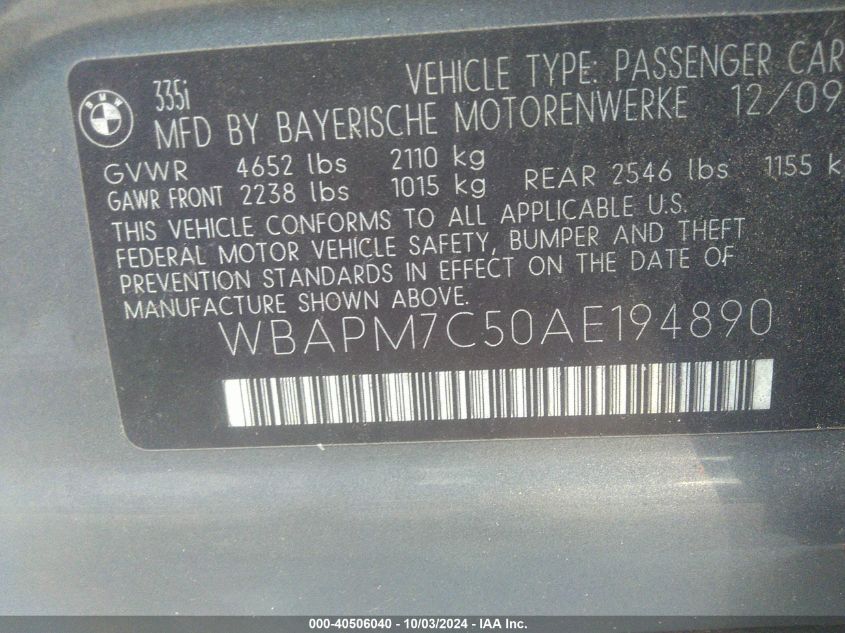 BMW
335i
VEHICLE TYPE: PASSENGER CAR
MFD BY BAYERISCHE MOTORENWERKE 12/09
GVWR 4652 lbs 2110 kg
GAWR FRONT 2238 lbs 1015 kg REAR 2546 lbs 1155 k
THIS VEHICLE CONFORMS TO ALL APPLICABLE U.S.
FEDERAL MOTOR VEHICLE SAFETY, BUMPER AND THEFT
PREVENTION STANDARDS IN EFFECT ON THE DATE OF
MANUFACTURE SHOWN ABOVE.
WBAPM7C50AE194890
000-40506040 - 10/03/2024 - IAA Inc.